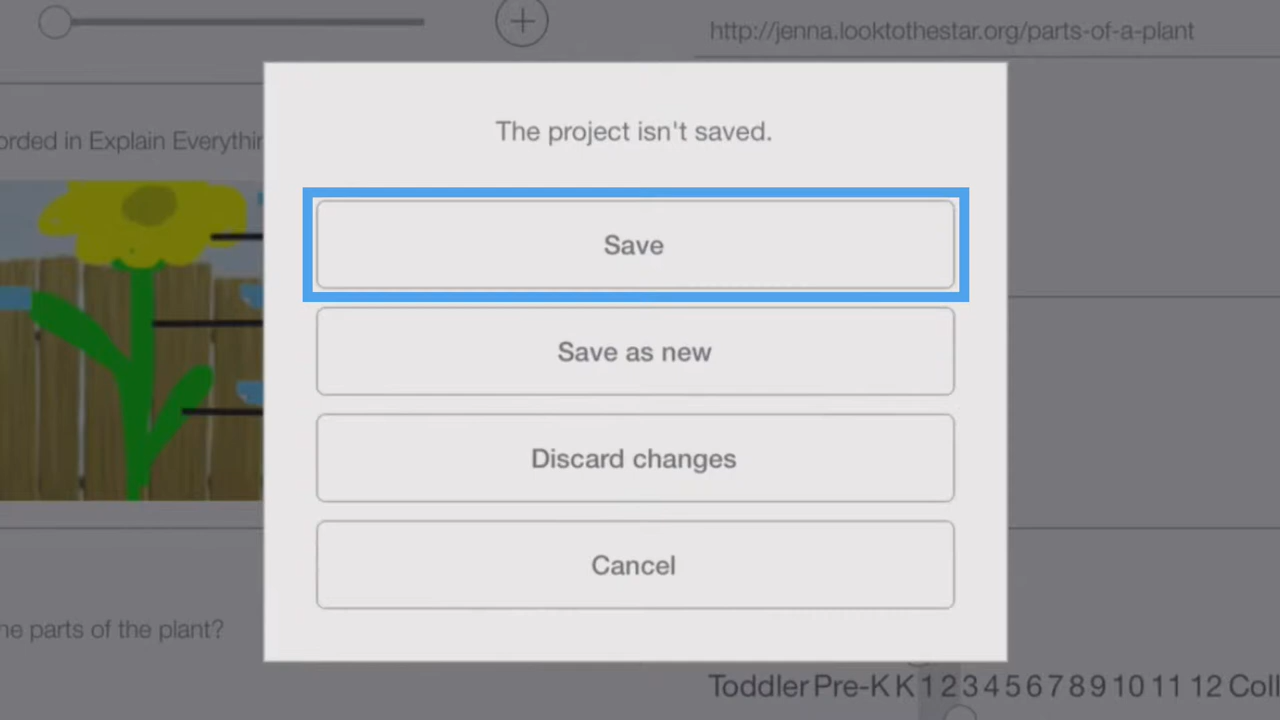 http://jenna.looktothestar.org/parts-of-a-plant
The project isn't saved.
orded in Explain Everythin
Save
Save as new
Discard changes
Cancel
he parts of the plant?
Toddler Pre-K K 1 2 3 4 5 6 7 8 9 10 11 12 Coll